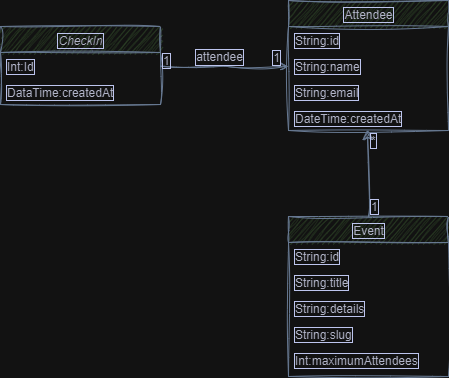 CheckIn
Int:Id
DataTime:createdAt
1
attendee
1
Attendee
String:id
String:name
String:email
DateTime:createdAt
*
1
Event
String:id
String:title
String:details
String:slug
Int:maximumAttendees